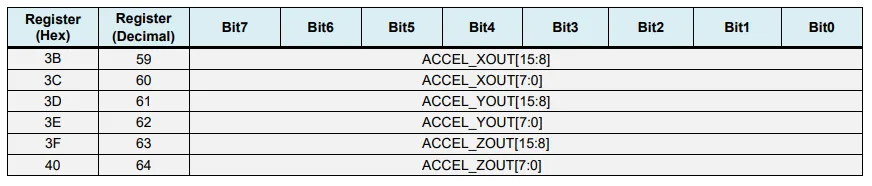 Register (Hex) Register (Decimal) Bit7 Bit6 Bit5 Bit4 Bit3 Bit2 Bit1 Bit0
3B 59 ACCEL_XOUT[15:8]
3C 60 ACCEL_XOUT[7:0]
3D 61 ACCEL_YOUT[15:8]
3E 62 ACCEL_YOUT[7:0]
3F 63 ACCEL_ZOUT[15:8]
40 64 ACCEL_ZOUT[7:0]